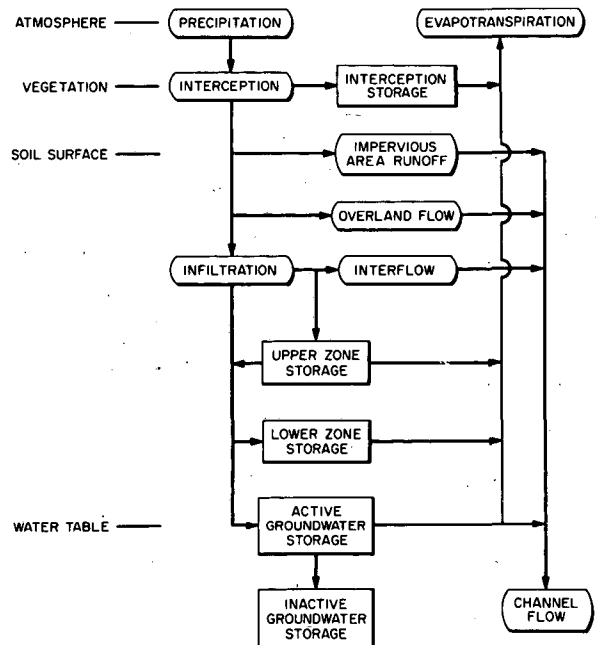 ATMOSPHERE
PRECIPITATION
EVAPOTRANSPIRATION
VEGETATION
INTERCEPTION
INTERCEPTION
STORAGE
SOIL SURFACE
IMPERVIOUS
AREA RUNOFF
OVERLAND FLOW
INFILTRATION
INTERFLOW
UPPER ZONE
STORAGE
LOWER ZONE
STORAGE
WATER TABLE
ACTIVE
GROUNDWATER
STORAGE
INACTIVE
GROUNDWATER
STORAGE
CHANNEL
FLOW